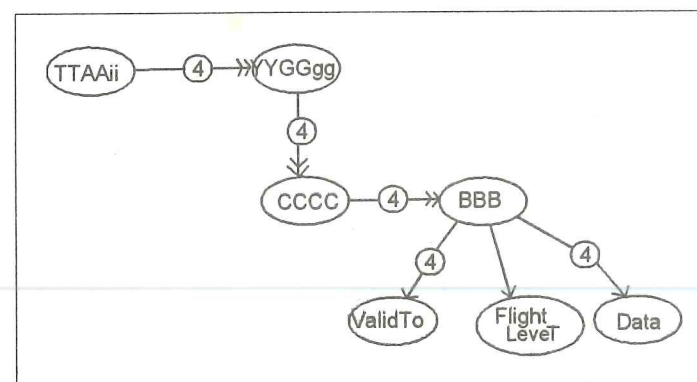 TTAAii
4
YYGGgg
4
CCCC
4
BBB
4
4
ValidTo
Flight
Level
Data